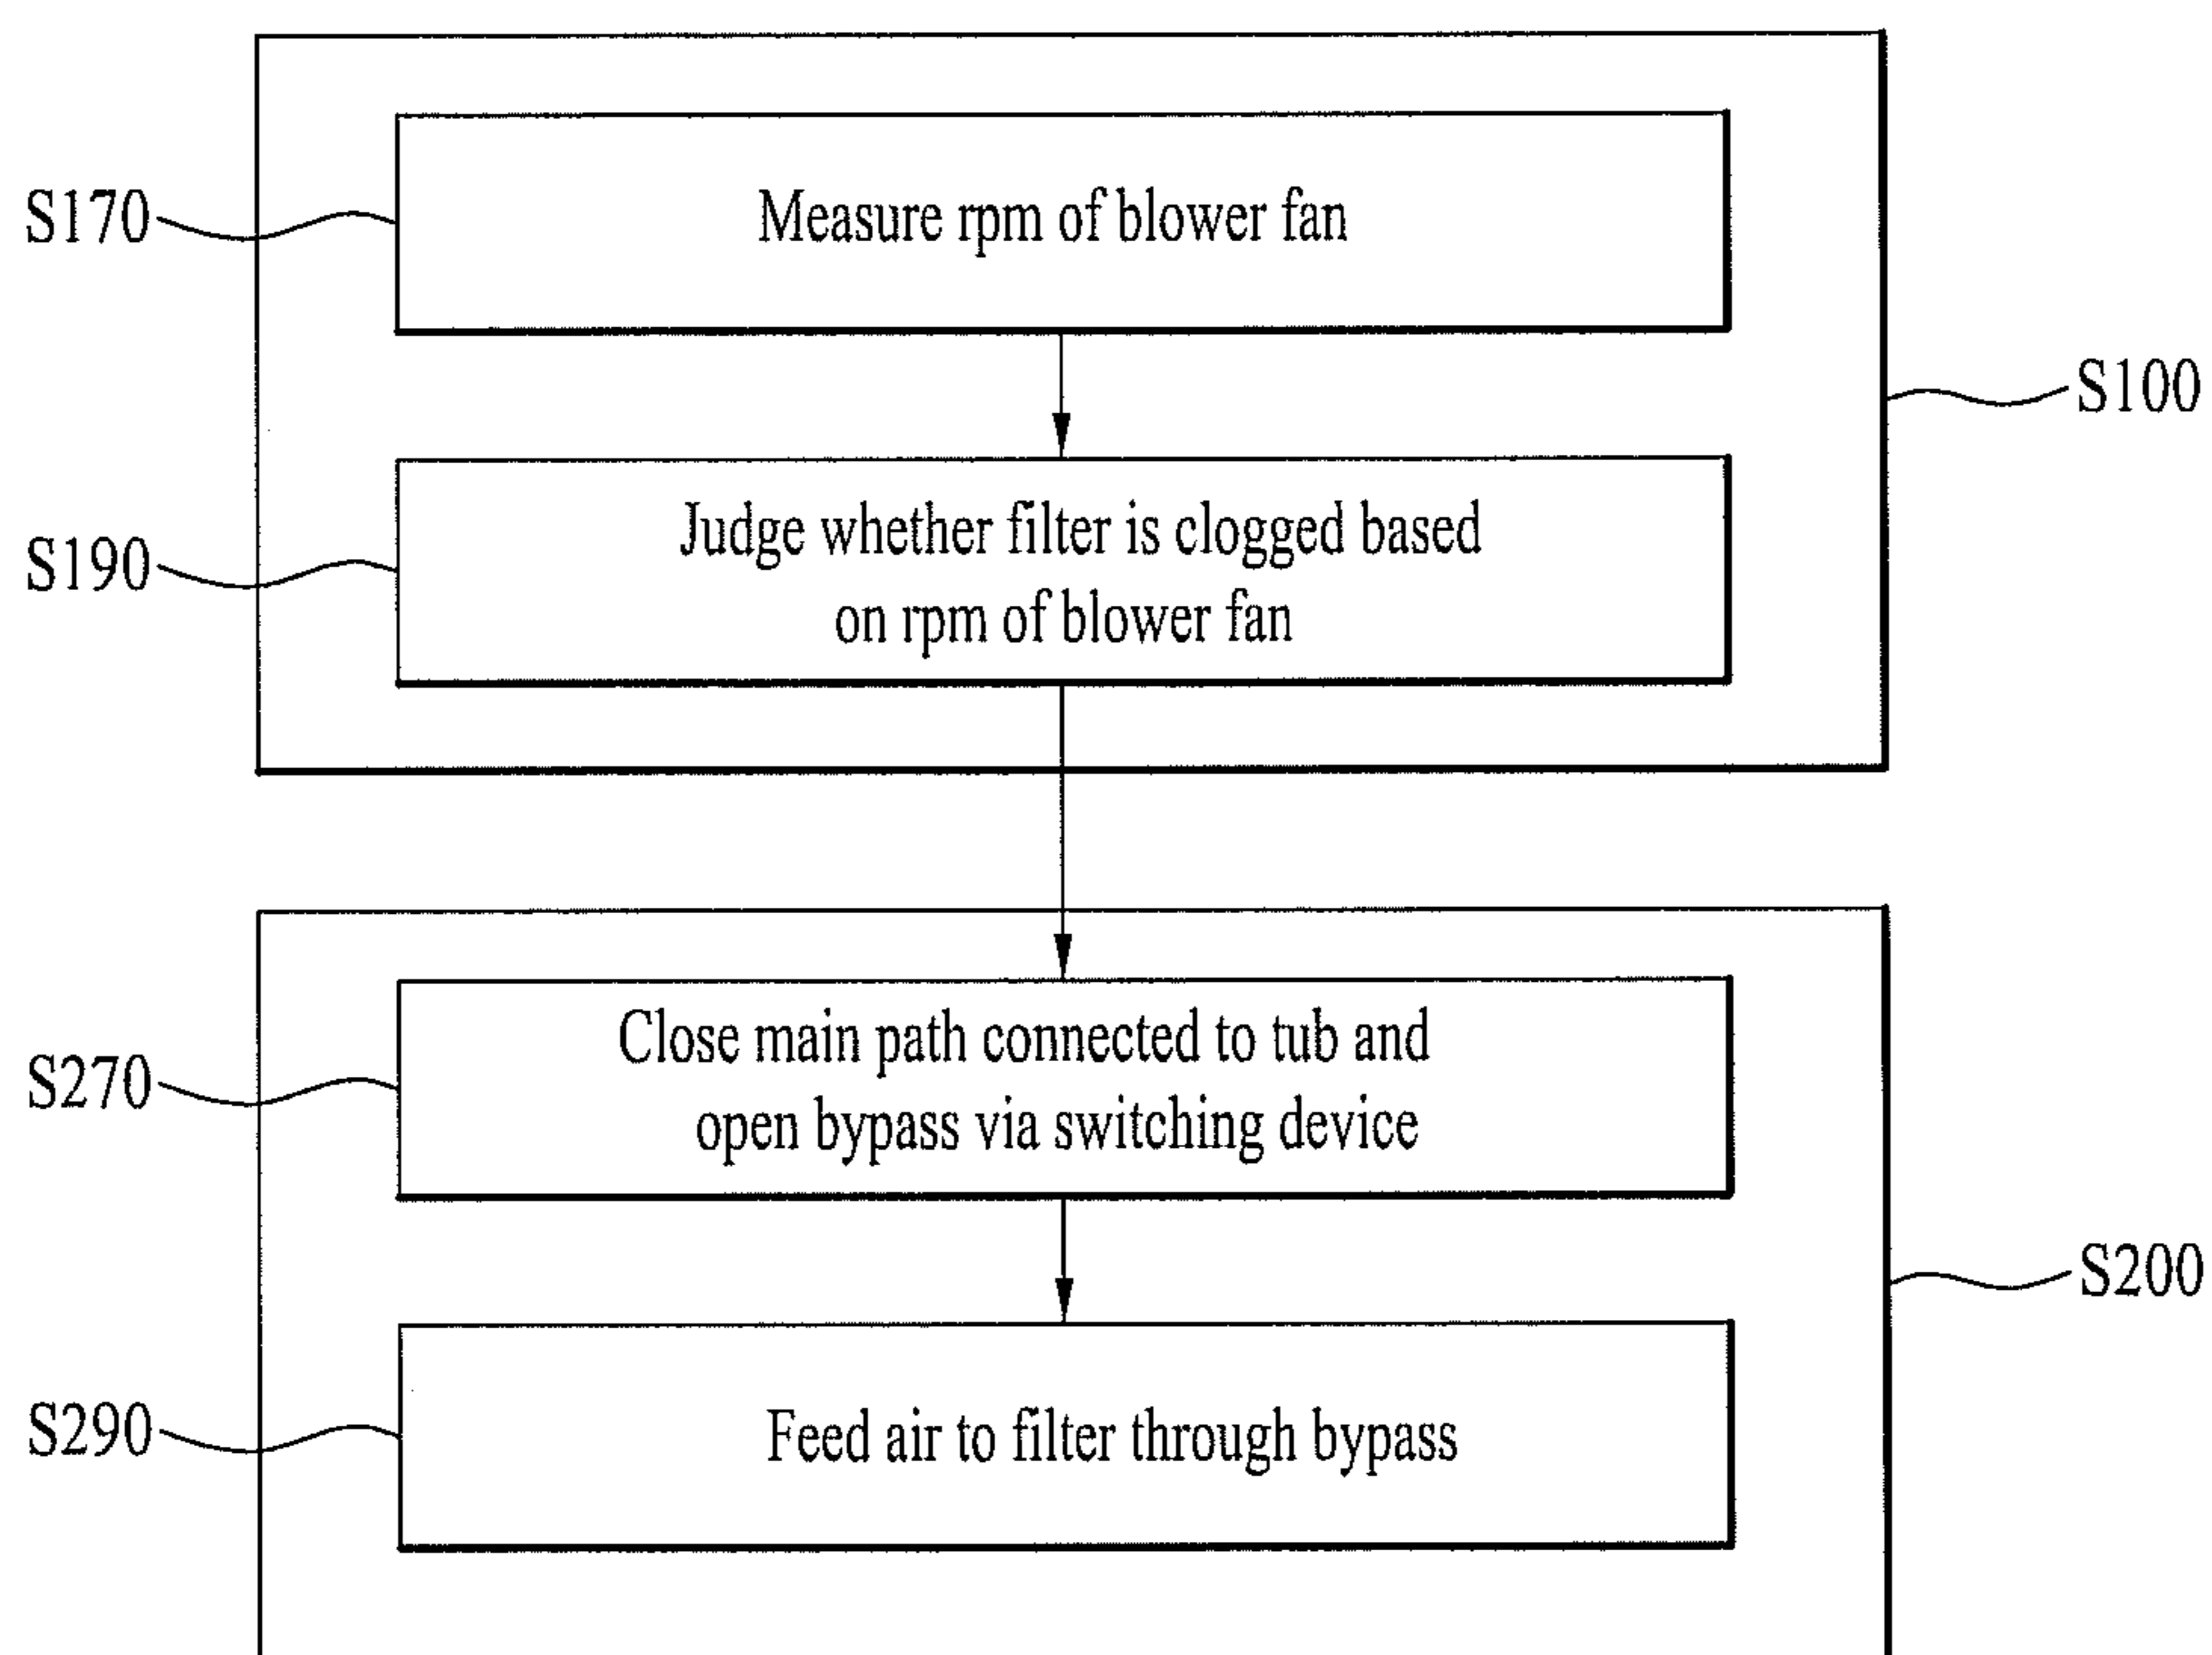 S170
Measure rpm of blower fan
S100
S190
Judge whether filter is clogged based
on rpm of blower fan
S270
Close main path connected to tub and
open bypass via switching device
S200
S290
Feed air to filter through bypass